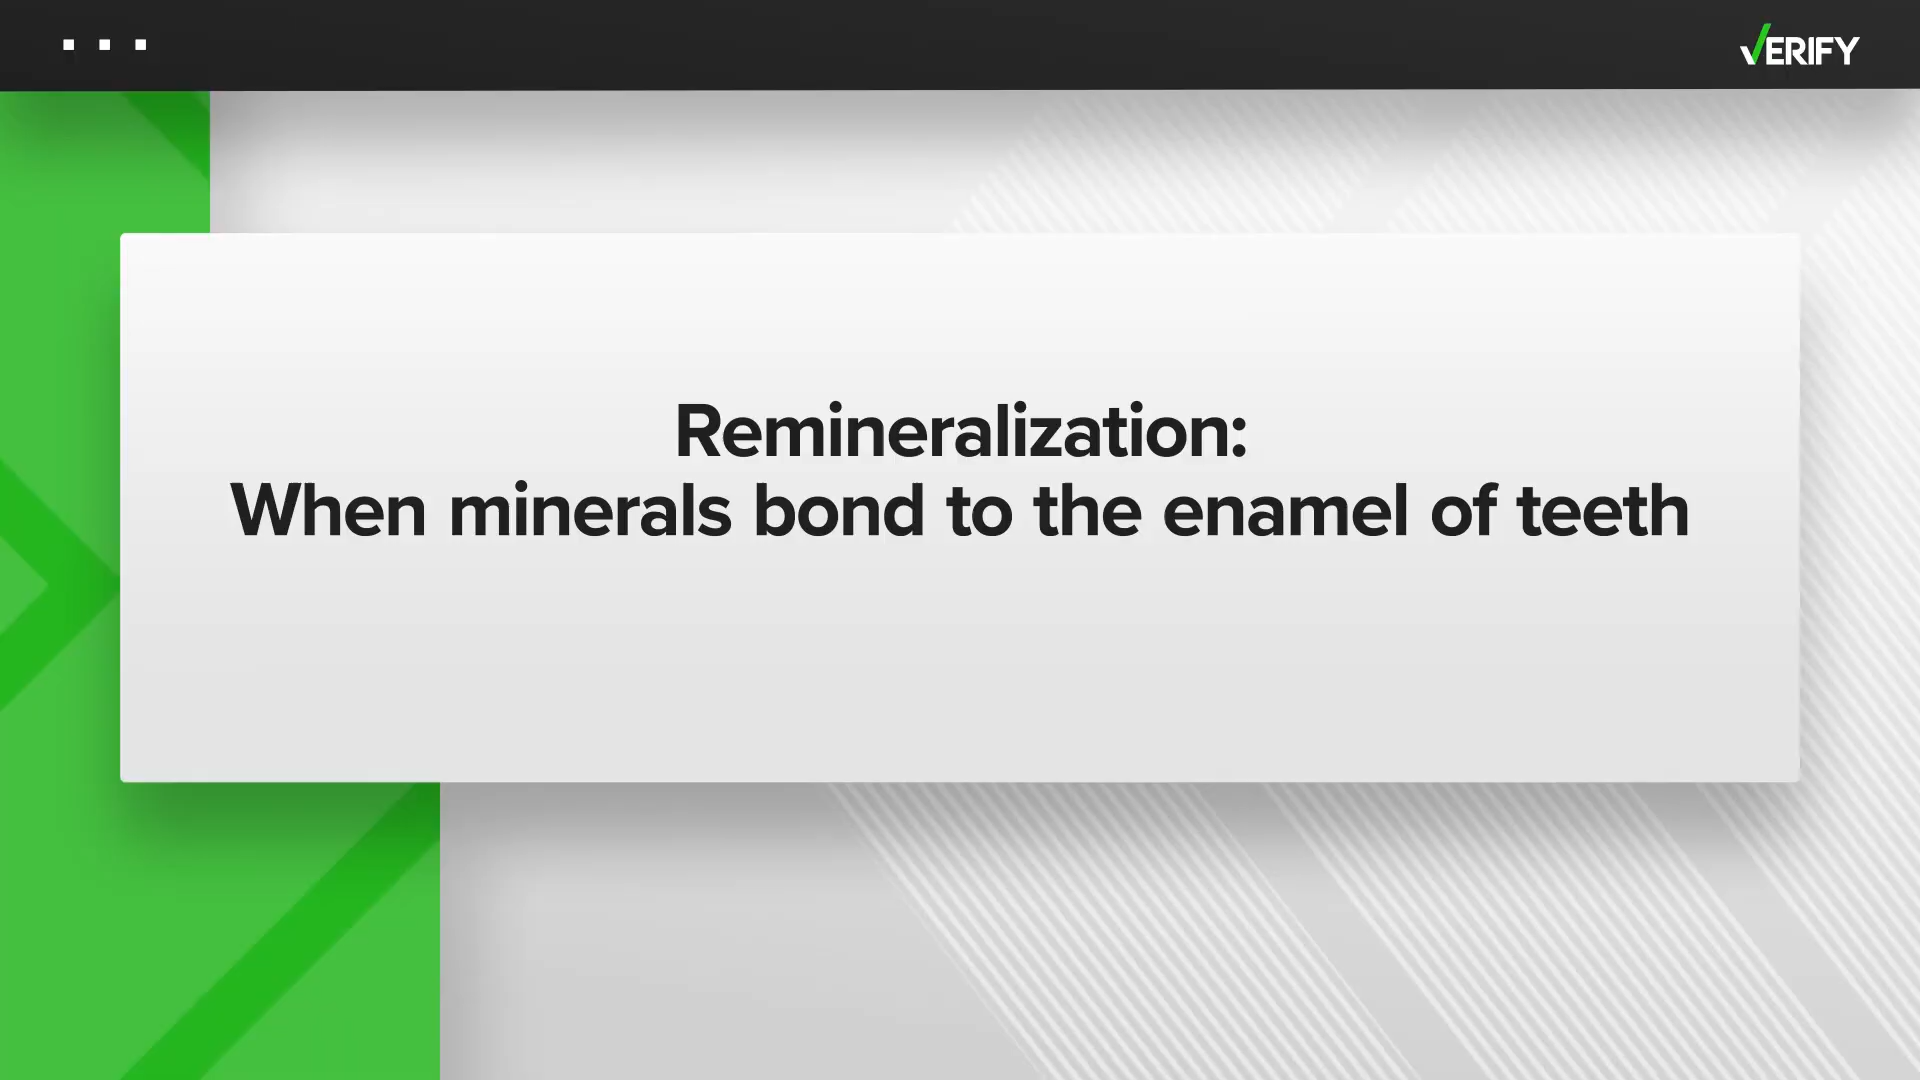 VERIFY
Remineralization:
When minerals bond to the enamel of teeth